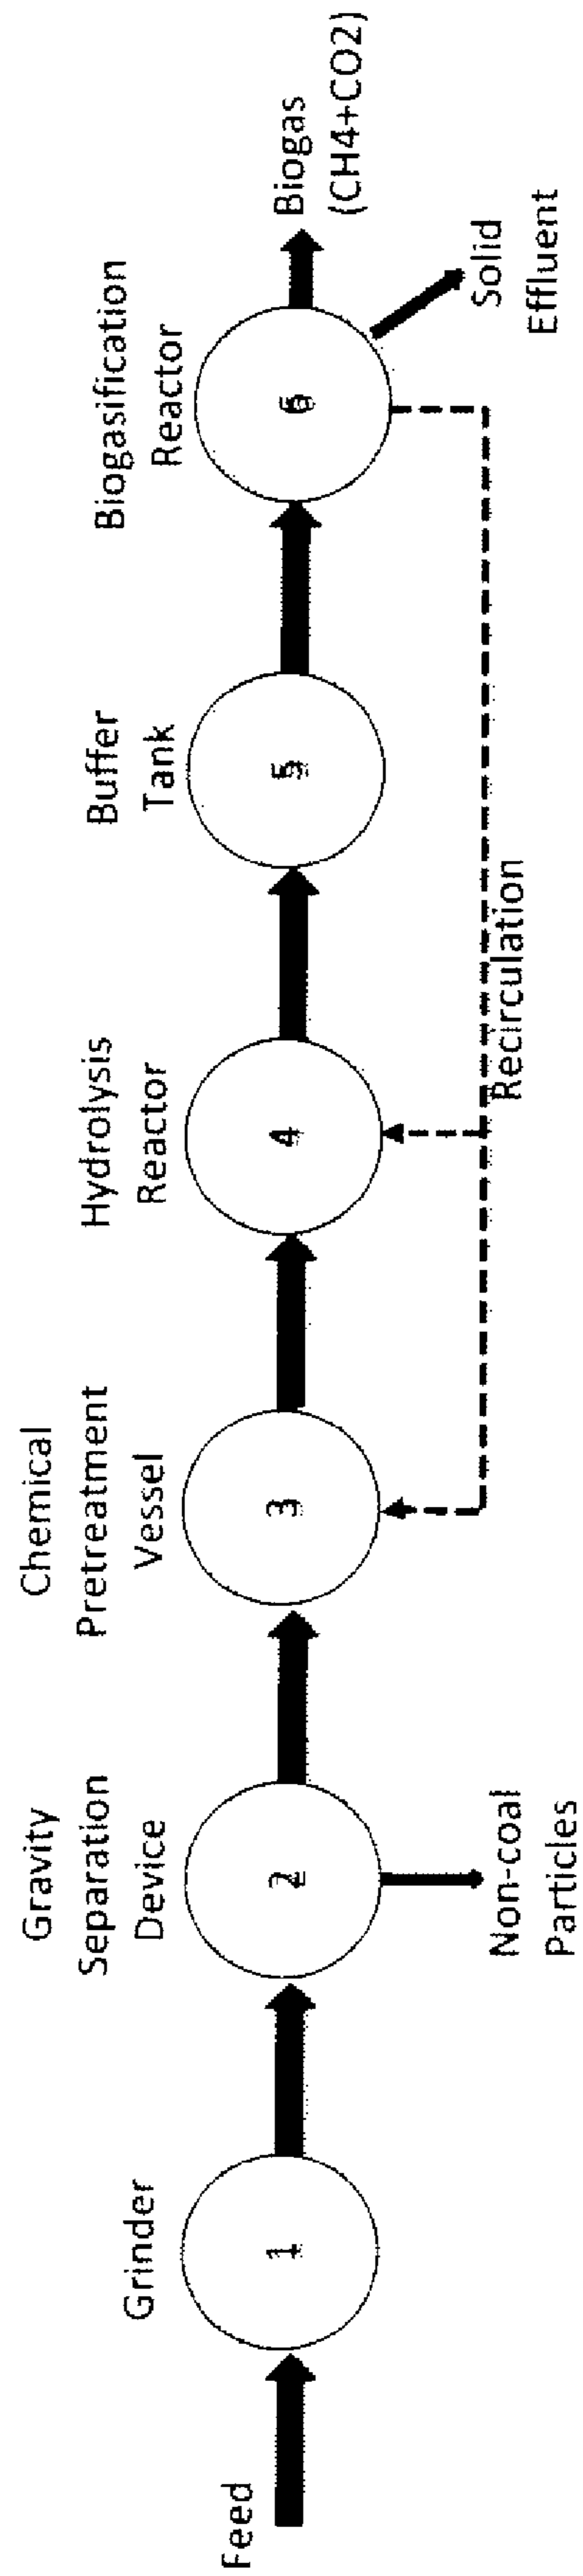 Feed
Grinder
1
Gravity
Separation
Device
2
Non-coal
Particles
Chemical
Pretreatment
Vessel
3
Hydrolysis
Reactor
4
Recirculation
Buffer
Tank
5
Biogasification
Reactor
6
Biogas
(CH4+CO2)
Solid
Effluent